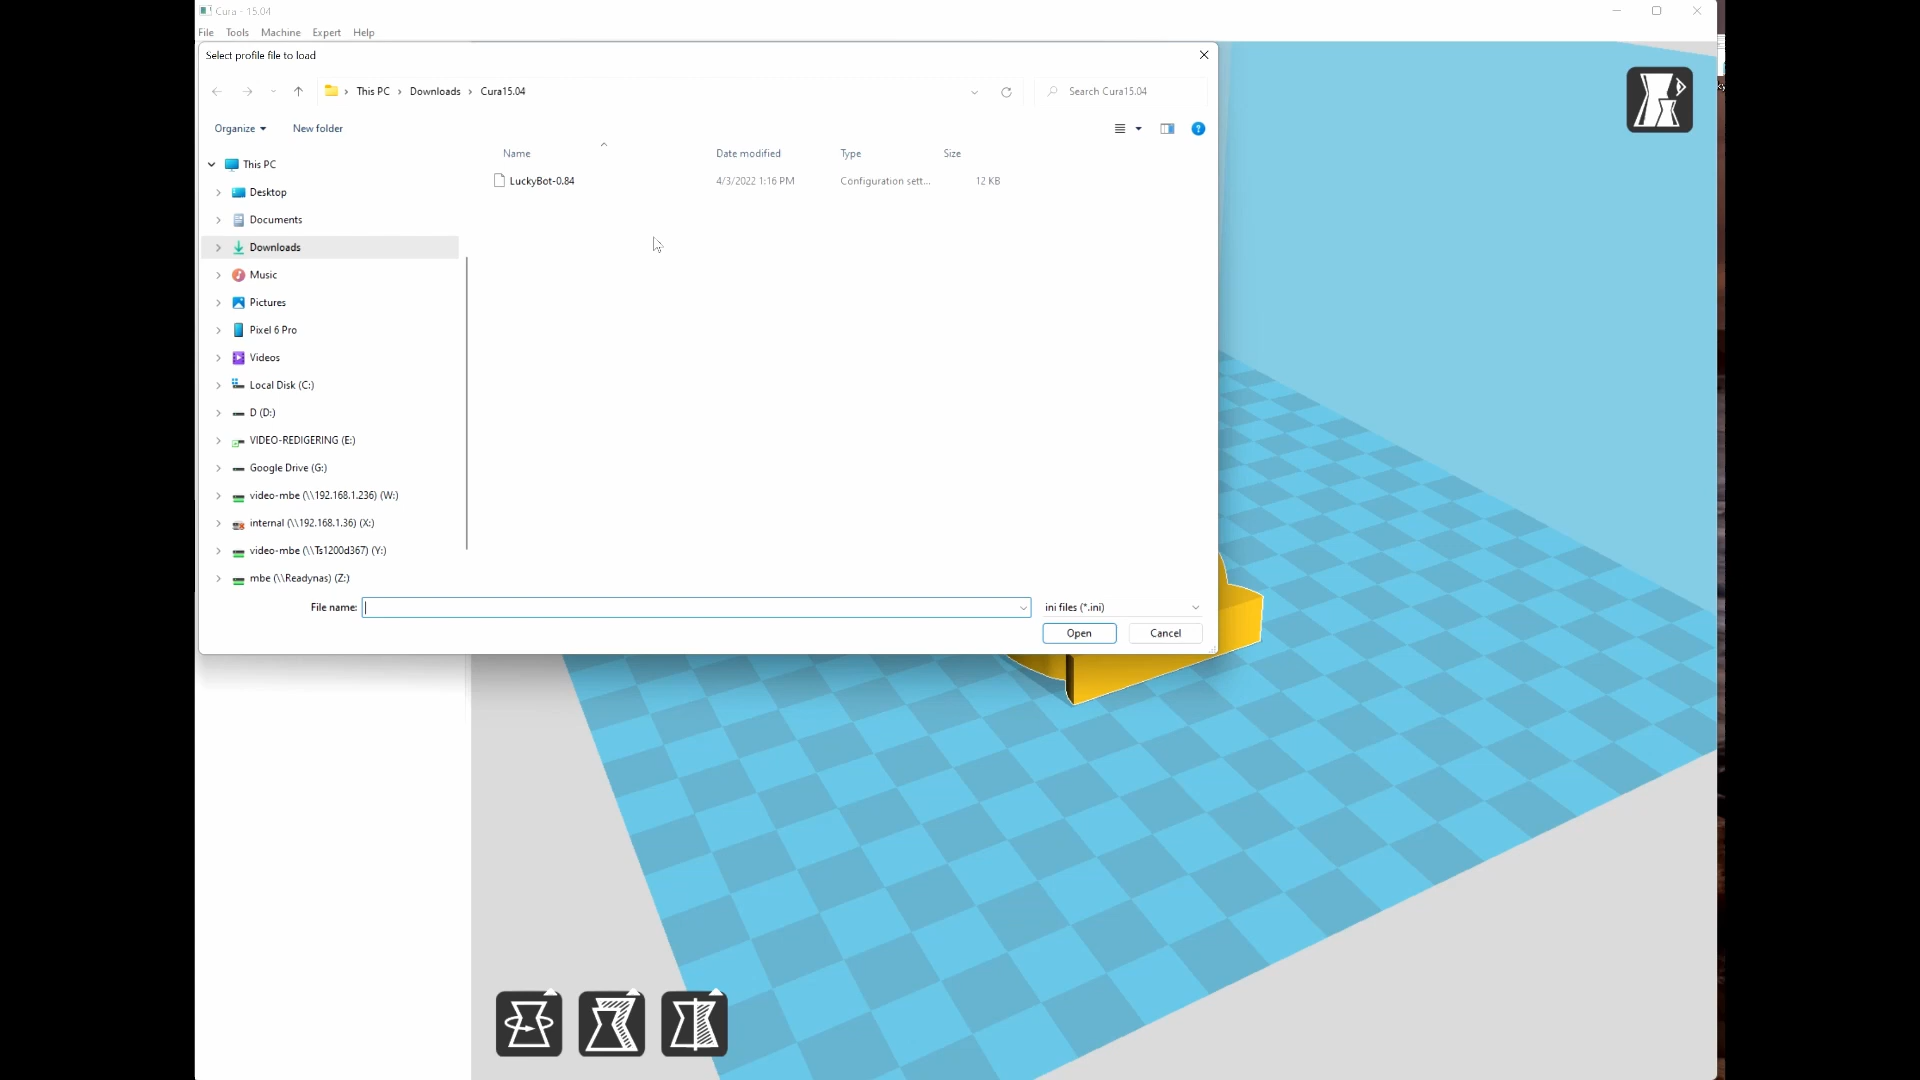 Cura - 15.04
File Tools Machine Expert Help
Select profile file to load
This PC › Downloads › Cura15.04
Search Cura15.04
Organize
New folder
Name Date modified Type Size
LuckyBot-0.84 4/3/2022 1:16 PM Configuration sett... 12 KB
This PC
Desktop
Documents
Downloads
Music
Pictures
Pixel 6 Pro
Videos
Local Disk (C:)
D (D:)
VIDEO-REDIGERING (E:)
Google Drive (G:)
video-mbe (\\192.168.1.236) (W:)
internal (\\192.168.1.36) (X:)
video-mbe (\\Ts1200d367) (Y:)
mbe (\\Readynas) (Z:)
File name:
ini files (*.ini)
Open
Cancel